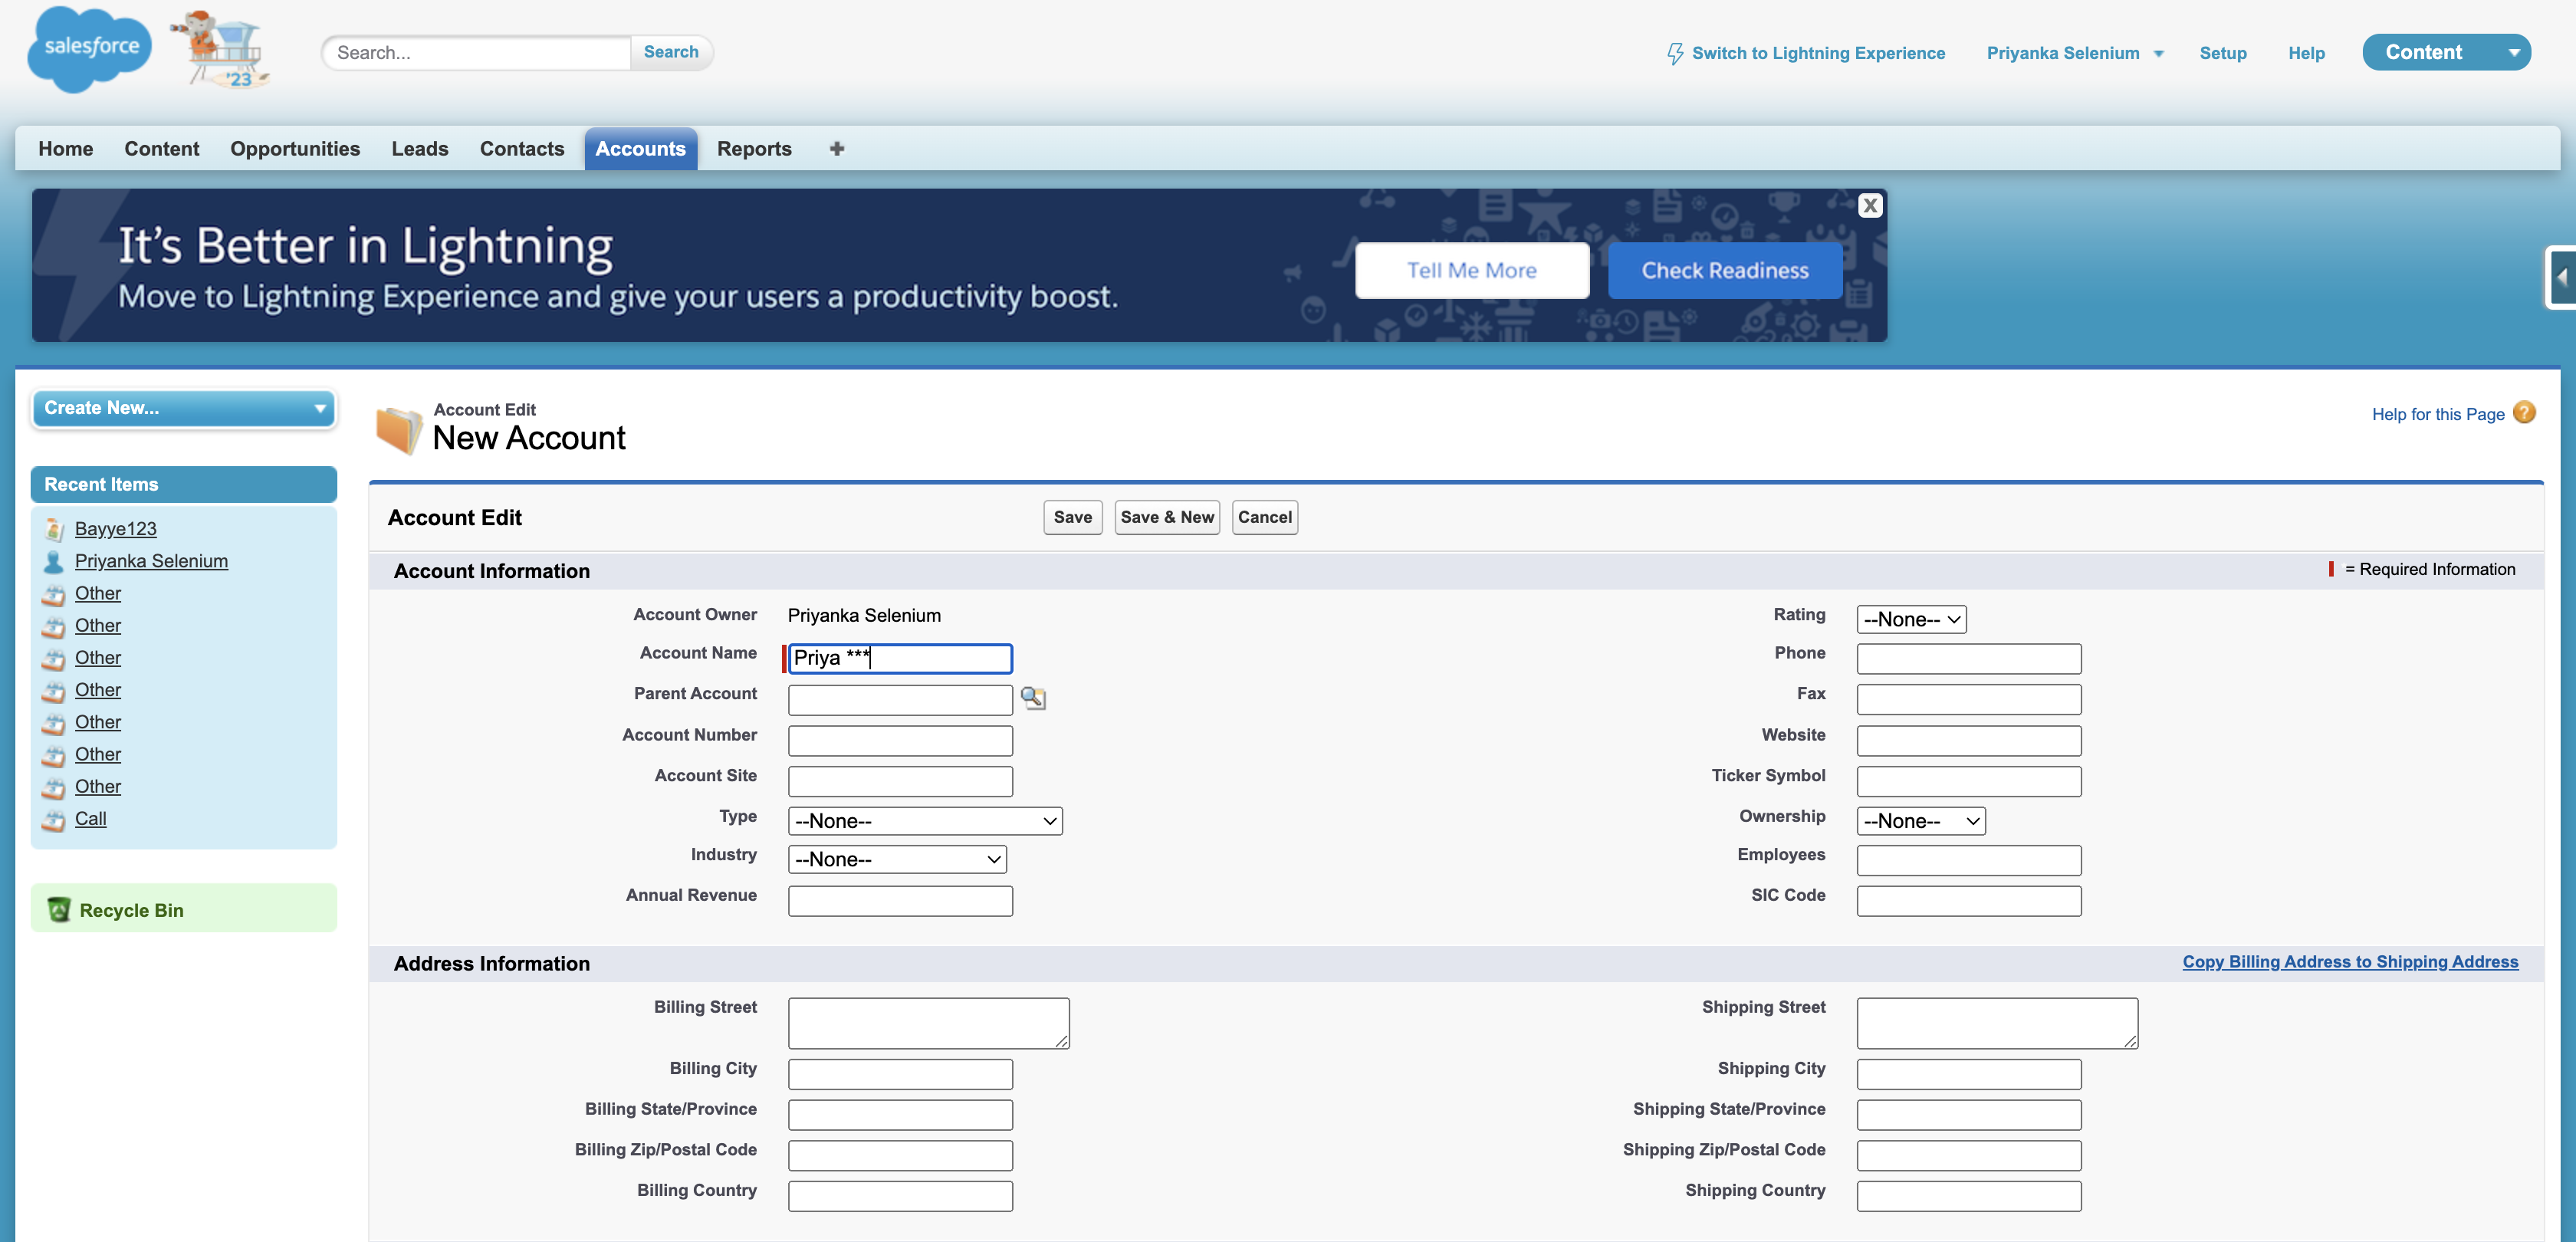 salesforce
'23
Search...
Search
Switch to Lightning Experience
Priyanka Selenium
Setup
Help
Content
Home
Content
Opportunities
Leads
Contacts
Accounts
Reports
+
It's Better in Lightning
Move to Lightning Experience and give your users a productivity boost.
Tell Me More
Check Readiness
X
Create New...
Recent Items
Bayye123
Priyanka Selenium
Other
Other
Other
Other
Other
Other
Other
Call
Recycle Bin
Account Edit
New Account
Help for this Page ?
Account Edit
Save
Save & New
Cancel
Account Information
= Required Information
Account Owner Priyanka Selenium
Rating --None--
Account Name Priya ***
Phone
Parent Account
Fax
Account Number
Website
Account Site
Ticker Symbol
Type --None--
Ownership --None--
Industry --None--
Employees
Annual Revenue
SIC Code
Address Information
Copy Billing Address to Shipping Address
Billing Street
Shipping Street
Billing City
Shipping City
Billing State/Province
Shipping State/Province
Billing Zip/Postal Code
Shipping Zip/Postal Code
Billing Country
Shipping Country